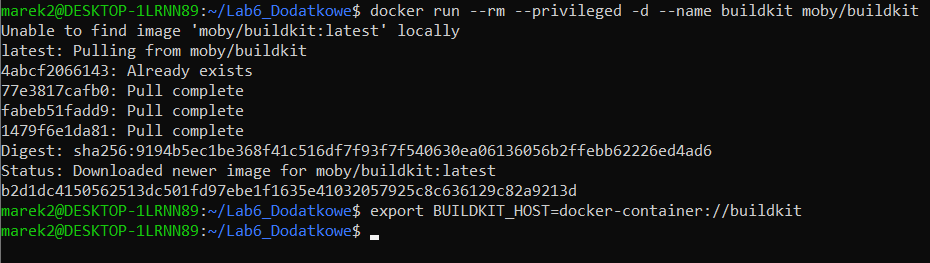 marek2@DESKTOP-1LRNN89:~/Lab6_Dodatkowe$ docker run --rm --privileged -d --name buildkit moby/buildkit
Unable to find image 'moby/buildkit:latest' locally
latest: Pulling from moby/buildkit
4abcf2066143: Already exists
77e3817cafb0: Pull complete
fabeb51fadd9: Pull complete
1479f6e1da81: Pull complete
Digest: sha256:9194b5ec1be368f41c516df7f93f7f540630ea06136056b2ffebb62226ed4ad6
Status: Downloaded newer image for moby/buildkit:latest
b2d1dc4150562513dc501fd97ebe1f1635e41032057925c8c636129c82a9213d
marek2@DESKTOP-1LRNN89:~/Lab6_Dodatkowe$ export BUILDKIT_HOST=docker-container://buildkit
marek2@DESKTOP-1LRNN89:~/Lab6_Dodatkowe$